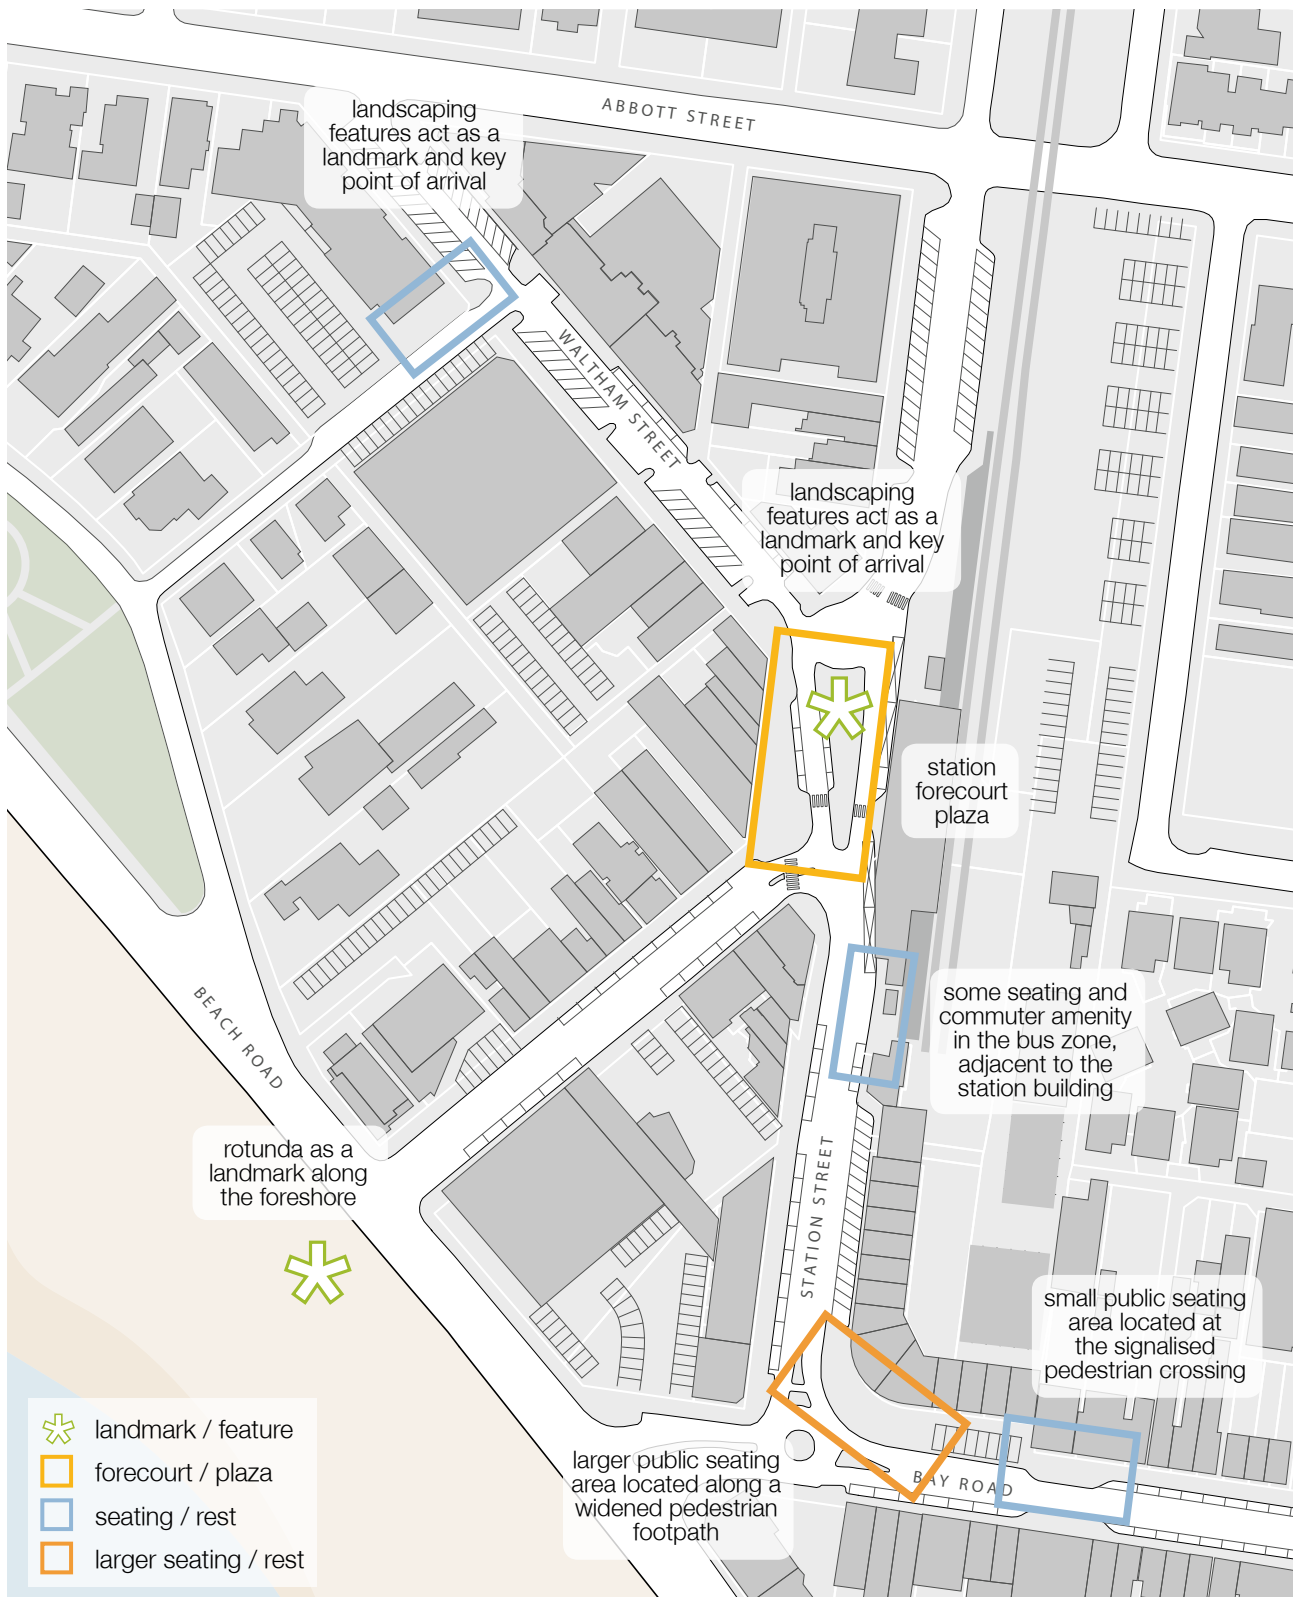 ABBOTT STREET
landscaping
features act as a
landmark and key
point of arrival
WALTHAM STREET
landscaping
features act as a
landmark and key
point of arrival
station
forecourt
plaza
some seating and
commuter amenity
in the bus zone,
adjacent to the
station building
BEACH ROAD
rotunda as a
landmark along
the foreshore
STATION STREET
small public seating
area located at
the signalised
pedestrian crossing
larger public seating
area located along a
widened pedestrian
footpath
BAY ROAD
landmark / feature
forecourt / plaza
seating / rest
larger seating / rest